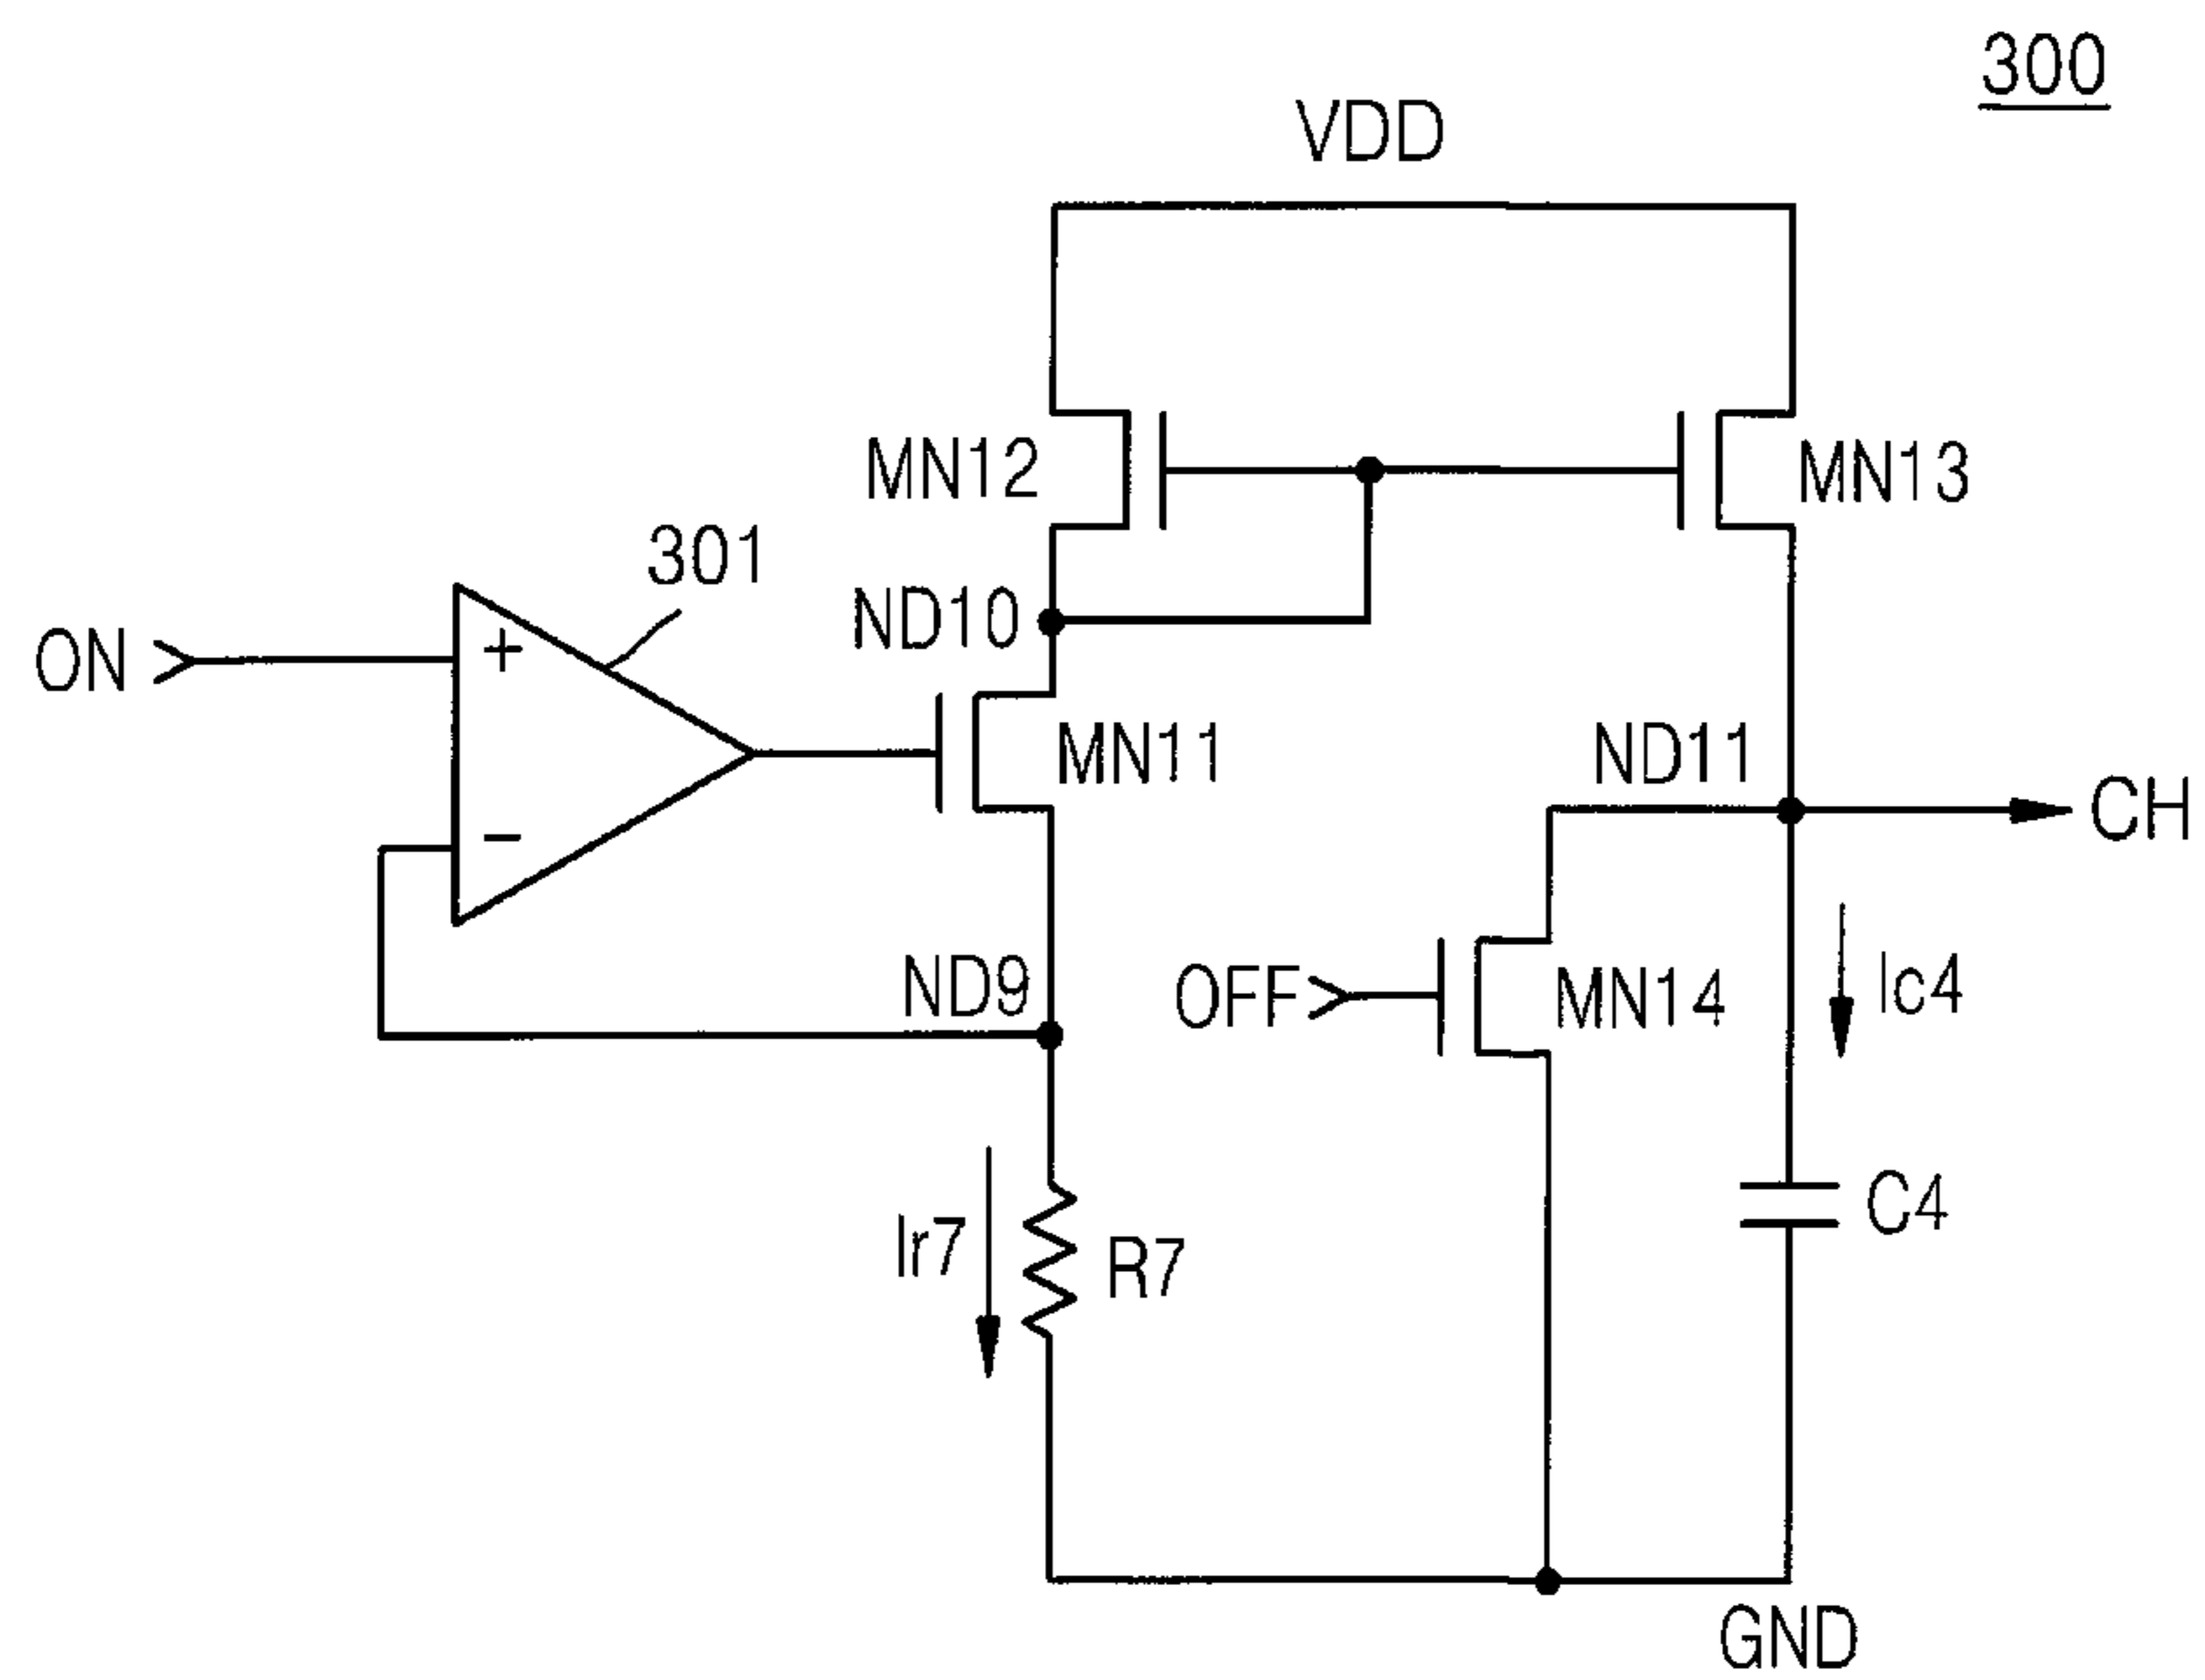 300
VDD
MN12
MN13
301
ND10
ON
+
MN11
ND11
CH
−
ND9
OFF
MN14
Ic4
Ir7
R7
C4
GND